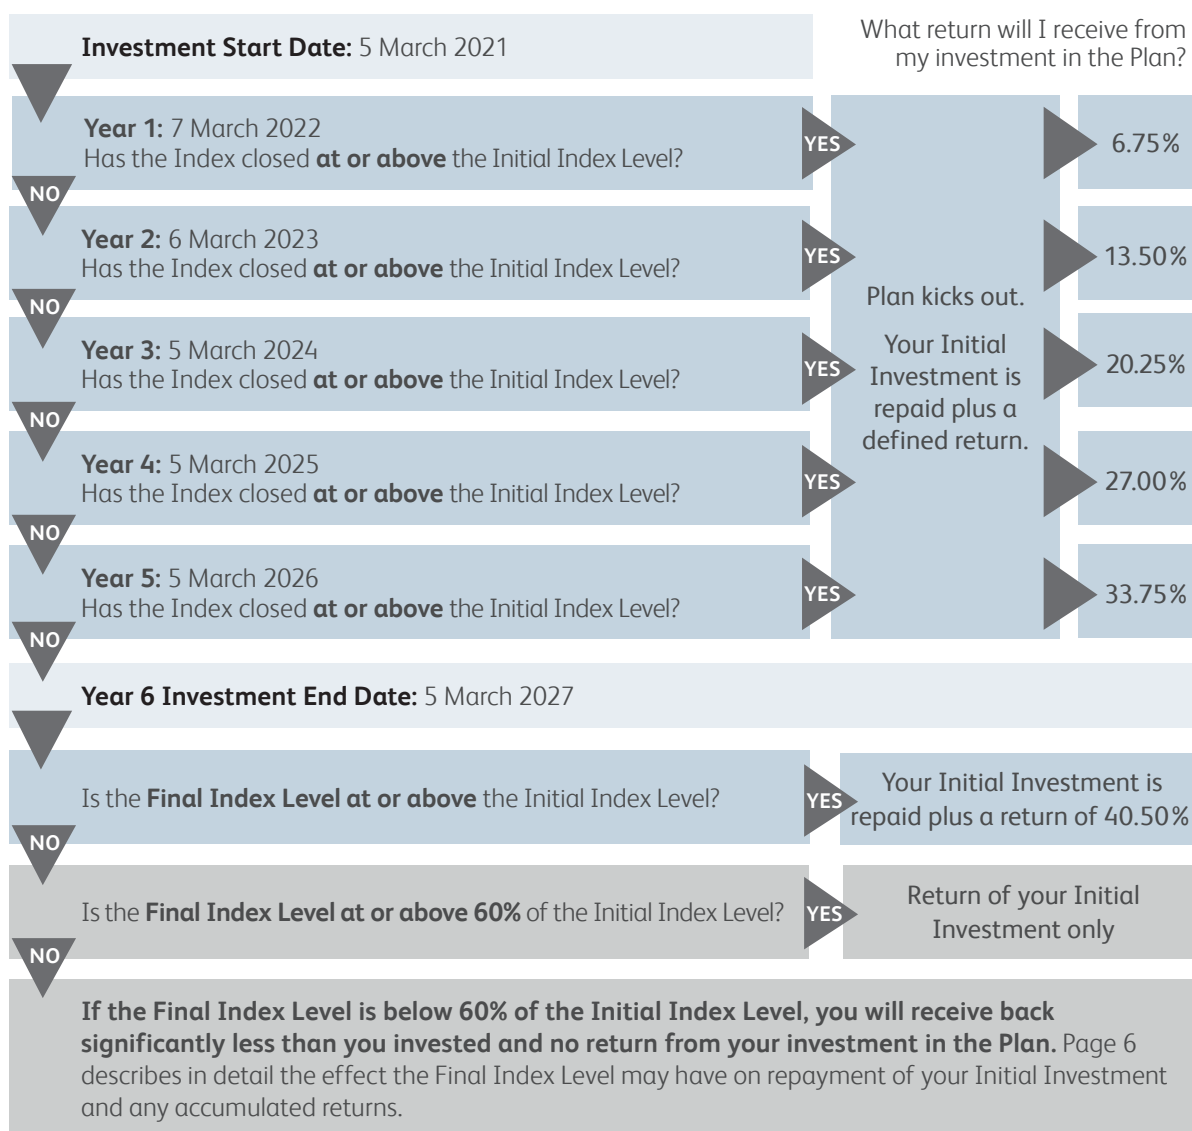 Investment Start Date: 5 March 2021
What return will I receive from
my investment in the Plan?
Year 1: 7 March 2022
Has the Index closed at or above the Initial Index Level?
YES
6.75%
NO
Year 2: 6 March 2023
Has the Index closed at or above the Initial Index Level?
YES
13.50%
NO
Year 3: 5 March 2024
Has the Index closed at or above the Initial Index Level?
YES
20.25%
NO
Year 4: 5 March 2025
Has the Index closed at or above the Initial Index Level?
YES
27.00%
NO
Year 5: 5 March 2026
Has the Index closed at or above the Initial Index Level?
YES
33.75%
NO
Plan kicks out.
Your Initial
Investment is
repaid plus a
defined return.
Year 6 Investment End Date: 5 March 2027
Is the Final Index Level at or above the Initial Index Level?
YES
Your Initial Investment is
repaid plus a return of 40.50%
NO
Is the Final Index Level at or above 60% of the Initial Index Level?
YES
Return of your Initial
Investment only
NO
If the Final Index Level is below 60% of the Initial Index Level, you will receive back
significantly less than you invested and no return from your investment in the Plan. Page 6
describes in detail the effect the Final Index Level may have on repayment of your Initial Investment
and any accumulated returns.